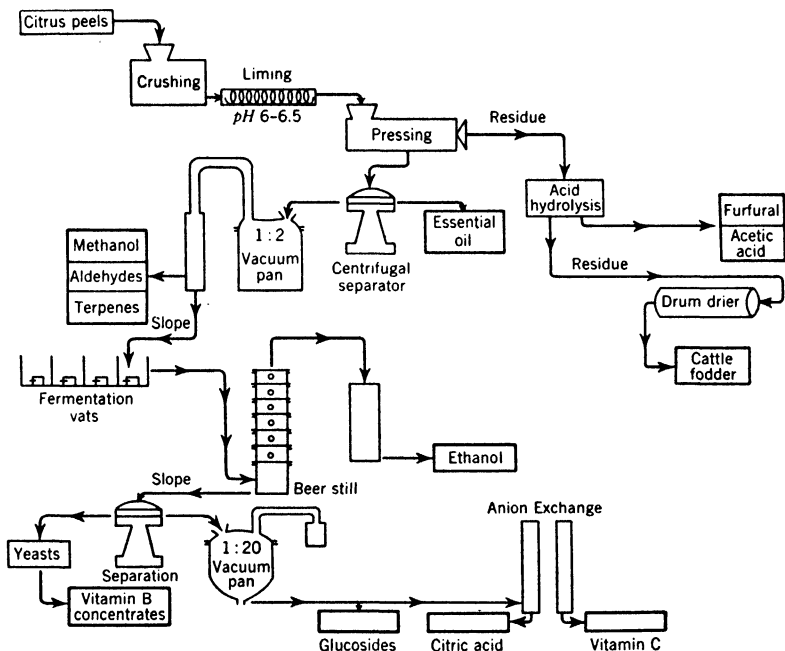 Citrus peels
Crushing
Liming
pH 6-6.5
Pressing
Residue
Acid
hydrolysis
Furfural
Acetic
acid
Residue
Drum drier
Cattle
fodder
Essential
oil
Centrifugal
separator
1:2
Vacuum
pan
Methanol
Aldehydes
Terpenes
Slope
Fermentation
vats
Beer still
Ethanol
Slope
Separation
Yeasts
Vitamin B
concentrates
1:20
Vacuum
pan
Anion Exchange
Glucosides
Citric acid
Vitamin C